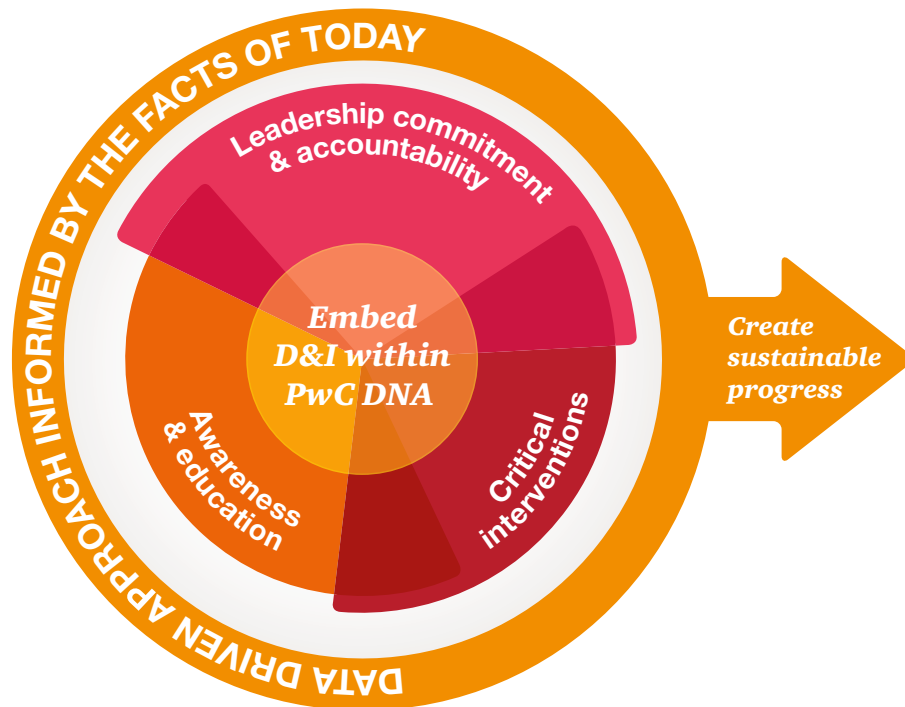 DATA DRIVEN APPROACH INFORMED BY THE FACTS OF TODAY
Leadership commitment
& accountability
Embed
D&I within
PwC DNA
Awareness
& education
Critical
interventions
Create
sustainable
progress